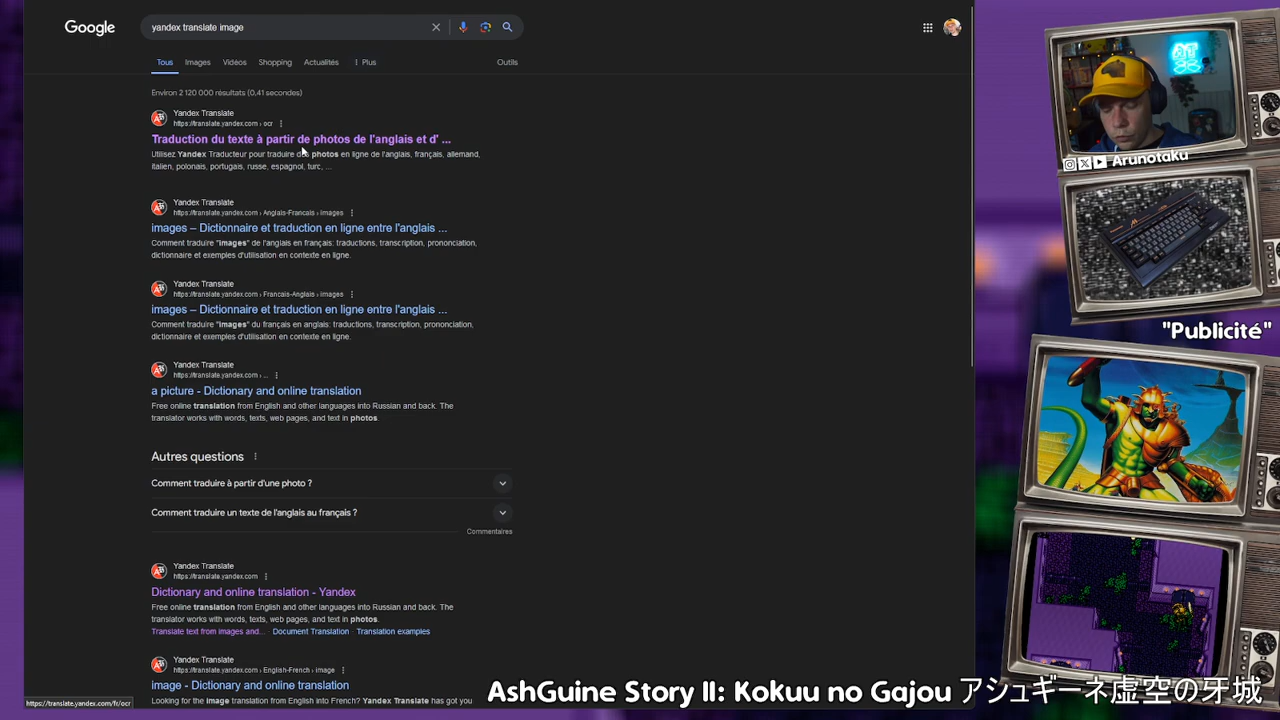 Google
yandex translate image
Tous
Images
Vidéos
Shopping
Actualités
Plus
Outils
Environ 2 120 000 résultats (0,41 secondes)
Yandex Translate
https://translate.yandex.com › ocr
Traduction du texte à partir de photos de l'anglais et d' ...
Utilisez Yandex Traducteur pour traduire des photos en ligne de l'anglais, français, allemand,
italien, polonais, portugais, russe, espagnol, turc, ...
Yandex Translate
https://translate.yandex.com › Anglais-Francais › images
images – Dictionnaire et traduction en ligne entre l'anglais ...
Comment traduire "images" de l'anglais en français: traductions, transcription, prononciation,
dictionnaire et exemples d'utilisation en contexte en ligne.
Yandex Translate
https://translate.yandex.com › Francais-Anglais › images
images – Dictionnaire et traduction en ligne entre l'anglais ...
Comment traduire "images" du français en anglais: traductions, transcription, prononciation,
dictionnaire et exemples d'utilisation en contexte en ligne.
Yandex Translate
https://translate.yandex.com › ...
a picture - Dictionary and online translation
Free online translation from English and other languages into Russian and back. The
translator works with words, texts, web pages, and text in photos.
Autres questions
Comment traduire à partir d'une photo ?
Comment traduire un texte de l'anglais au français ?
Commentaires
Yandex Translate
https://translate.yandex.com
Dictionary and online translation - Yandex
Free online translation from English and other languages into Russian and back. The
translator works with words, texts, web pages, and text in photos.
Translate text from images and... · Document Translation · Translation examples
Yandex Translate
https://translate.yandex.com › English-French › image
image - Dictionary and online translation
Looking for the image translation from English into French? Yandex Translate has got you
https://translate.yandex.com/fr/ocr
Arunotaku
"Publicité"
AshGuine Story II: Kokuu no Gajou アシュギーネ虚空の牙城